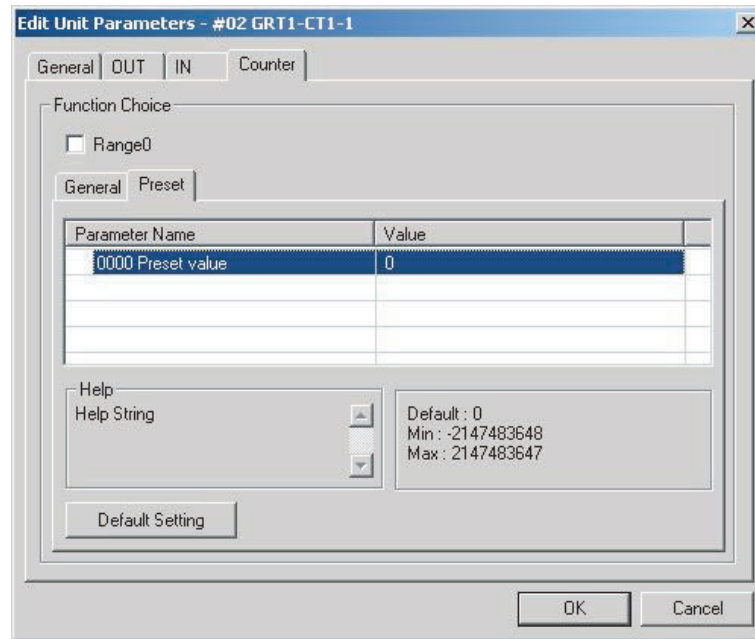 Edit Unit Parameters - #02 GRT1-CT1-1
General OUT IN Counter
Function Choice
Range0
General Preset
Parameter Name Value
0000 Preset value 0
Help
Help String
Default : 0
Min : -2147483648
Max : 2147483647
Default Setting
OK Cancel